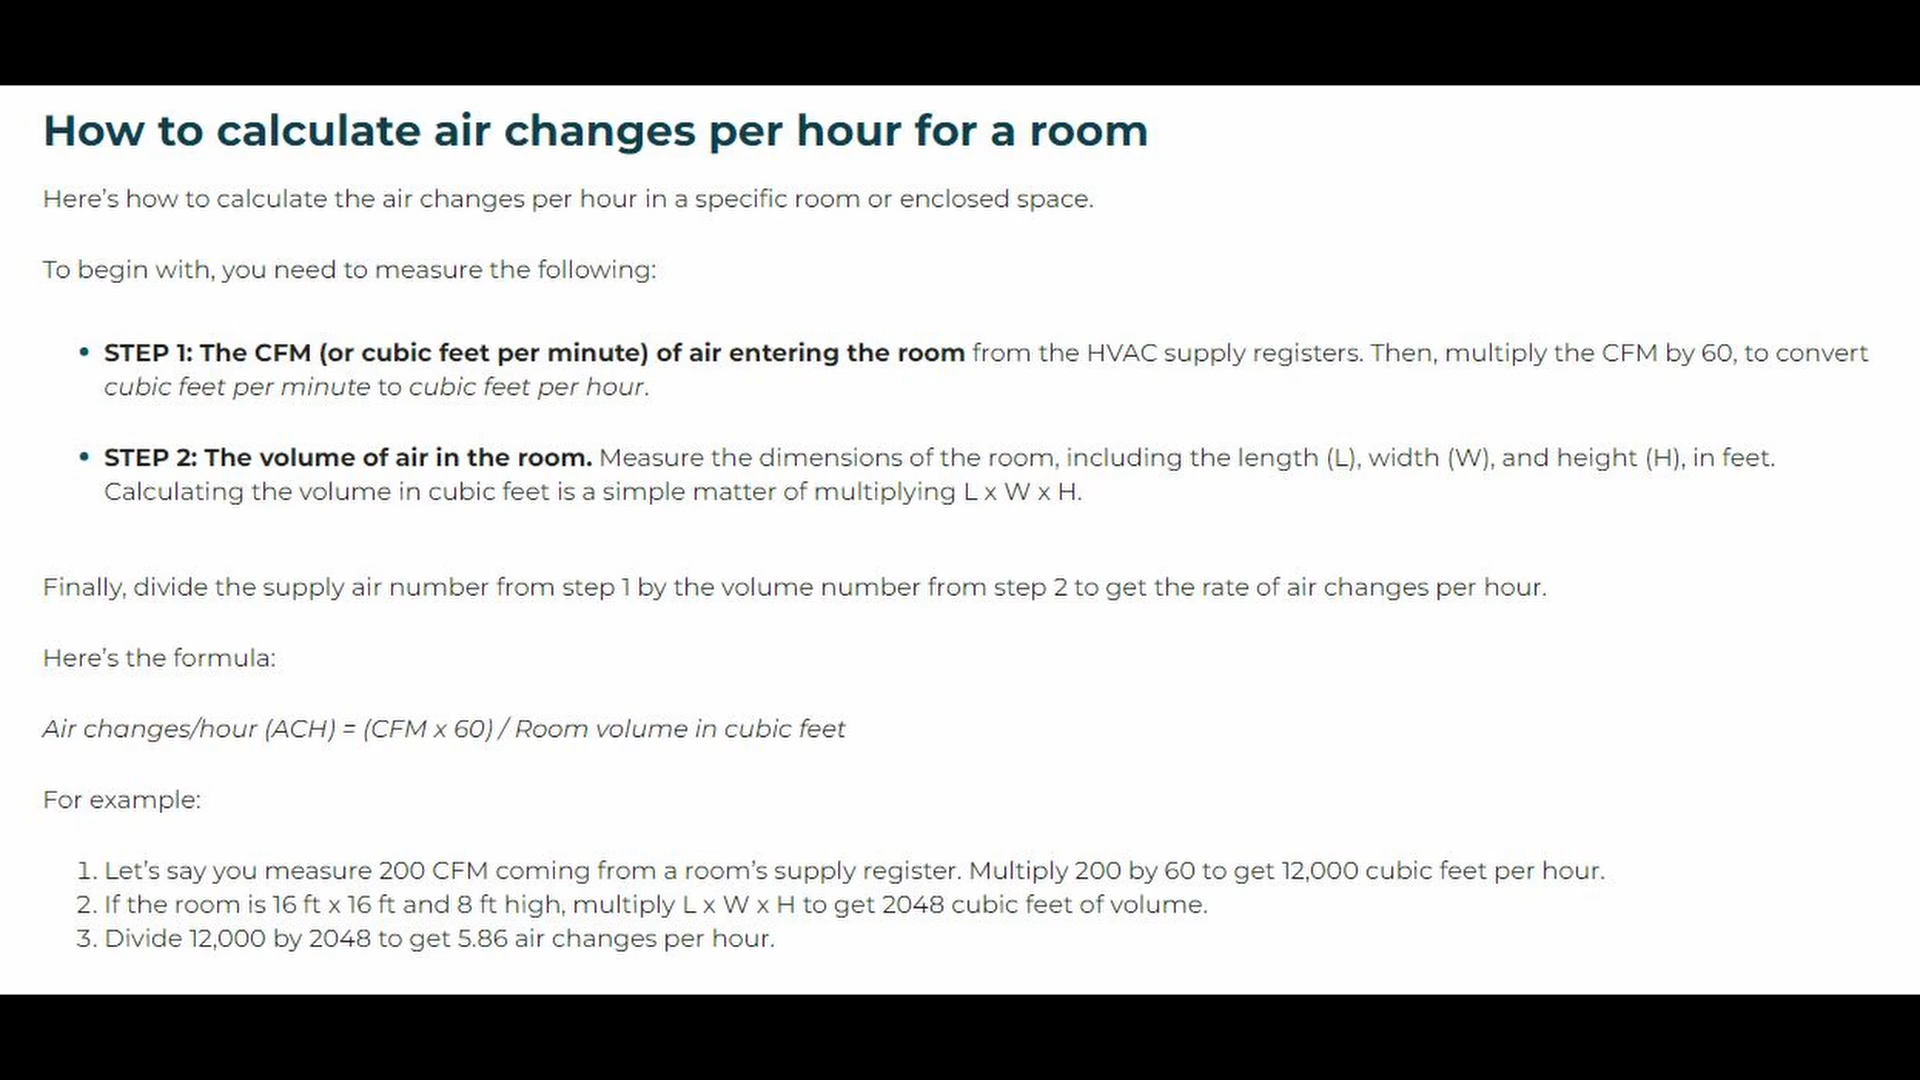 How to calculate air changes per hour for a room
Here’s how to calculate the air changes per hour in a specific room or enclosed space.
To begin with, you need to measure the following:
• STEP 1: The CFM (or cubic feet per minute) of air entering the room from the HVAC supply registers. Then, multiply the CFM by 60, to convert
cubic feet per minute to cubic feet per hour.
• STEP 2: The volume of air in the room. Measure the dimensions of the room, including the length (L), width (W), and height (H), in feet.
Calculating the volume in cubic feet is a simple matter of multiplying L x W x H.
Finally, divide the supply air number from step 1 by the volume number from step 2 to get the rate of air changes per hour.
Here’s the formula:
Air changes/hour (ACH) = (CFM x 60) / Room volume in cubic feet
For example:
1. Let’s say you measure 200 CFM coming from a room’s supply register. Multiply 200 by 60 to get 12,000 cubic feet per hour.
2. If the room is 16 ft x 16 ft and 8 ft high, multiply L x W x H to get 2048 cubic feet of volume.
3. Divide 12,000 by 2048 to get 5.86 air changes per hour.